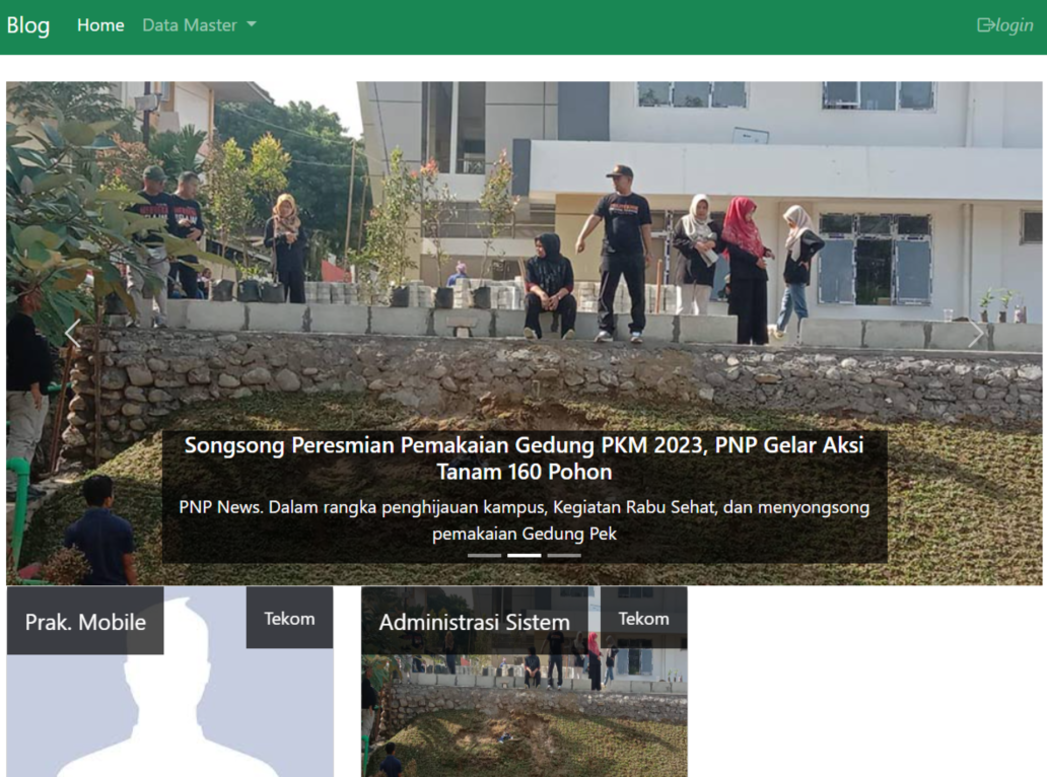 Blog Home Data Master login
Songsong Peresmian Pemakaian Gedung PKM 2023, PNP Gelar Aksi
Tanam 160 Pohon
PNP News. Dalam rangka penghijauan kampus, Kegiatan Rabu Sehat, dan menyongsong
pemakaian Gedung Pek
Prak. Mobile
Tekom
Administrasi Sistem
Tekom